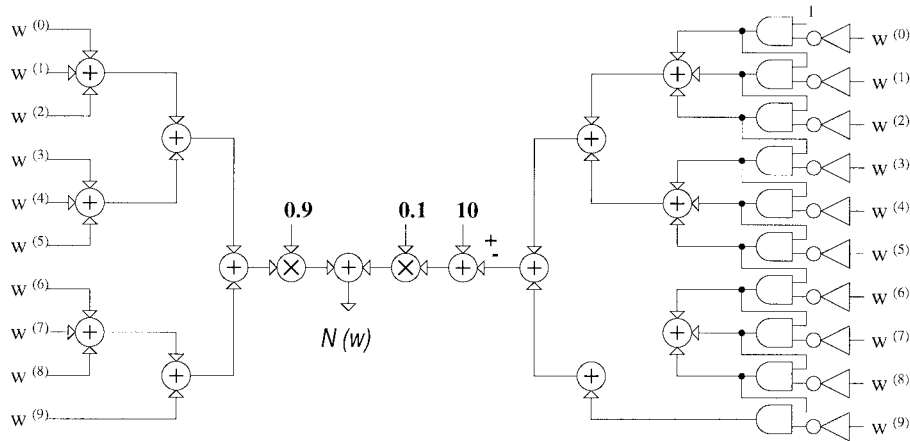 w (0)
w (1)
w (2)
w (3)
w (4)
w (5)
w (6)
w (7)
w (8)
w (9)
+
+
+
+
+
+
+
0.9
×
+
N (w)
0.1
×
10
+
+
-
+
+
+
+
+
+
1
w (0)
w (1)
w (2)
w (3)
w (4)
w (5)
w (6)
w (7)
w (8)
w (9)